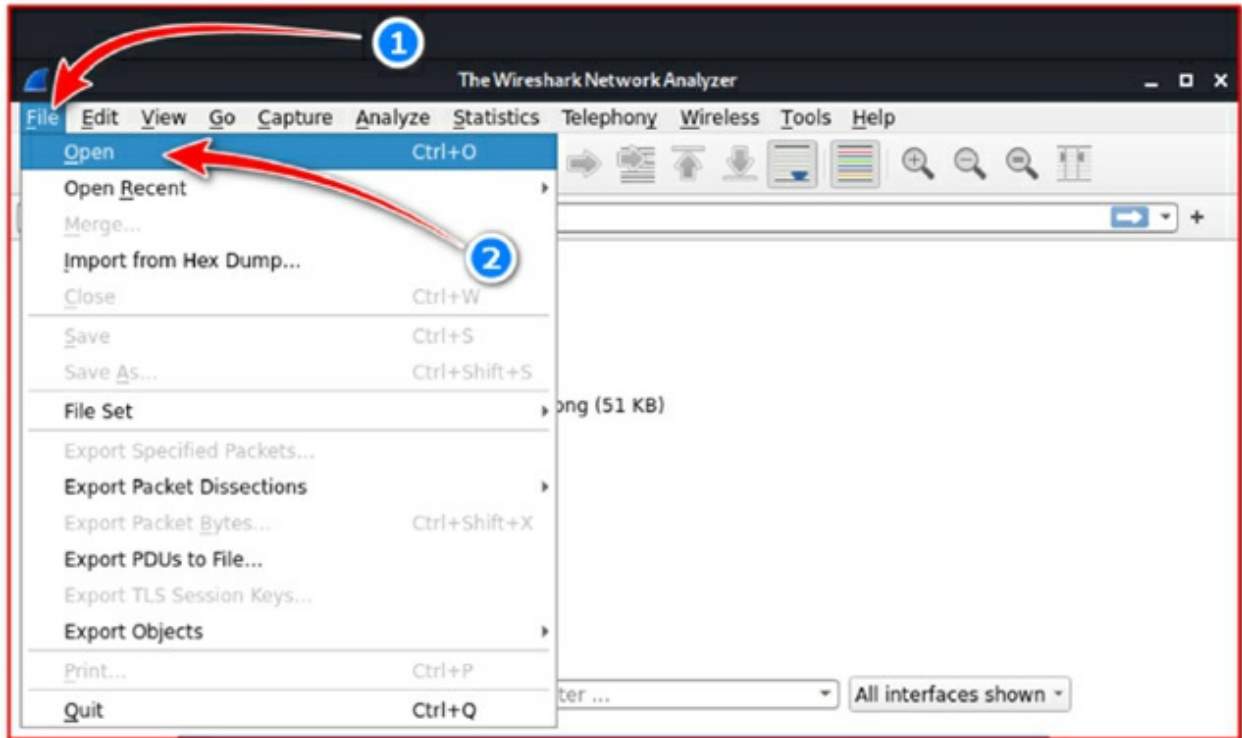 1
The Wireshark Network Analyzer
File Edit View Go Capture Analyze Statistics Telephony Wireless Tools Help
Open Ctrl+O
Open Recent
Merge...
Import from Hex Dump...
2
Close Ctrl+W
Save Ctrl+S
Save As... Ctrl+Shift+S
File Set
(51 KB)
Export Specified Packets...
Export Packet Dissections
Export Packet Bytes... Ctrl+Shift+X
Export PDUs to File...
Export TLS Session Keys...
Export Objects
Print... Ctrl+P
All interfaces shown
Quit Ctrl+Q